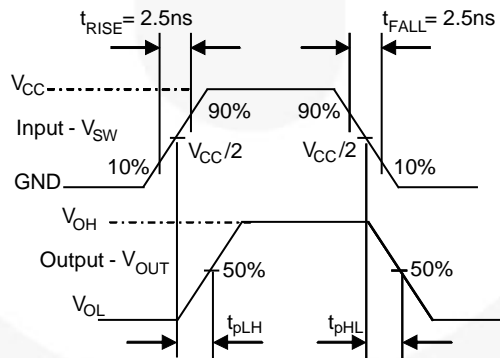 tRISE = 2.5ns tFALL = 2.5ns
VCC
90% 90%
Input - VSW
VCC/2 VCC/2
10% 10%
GND
VOH
Output - VOUT
50% 50%
VOL
tpLH tpHL